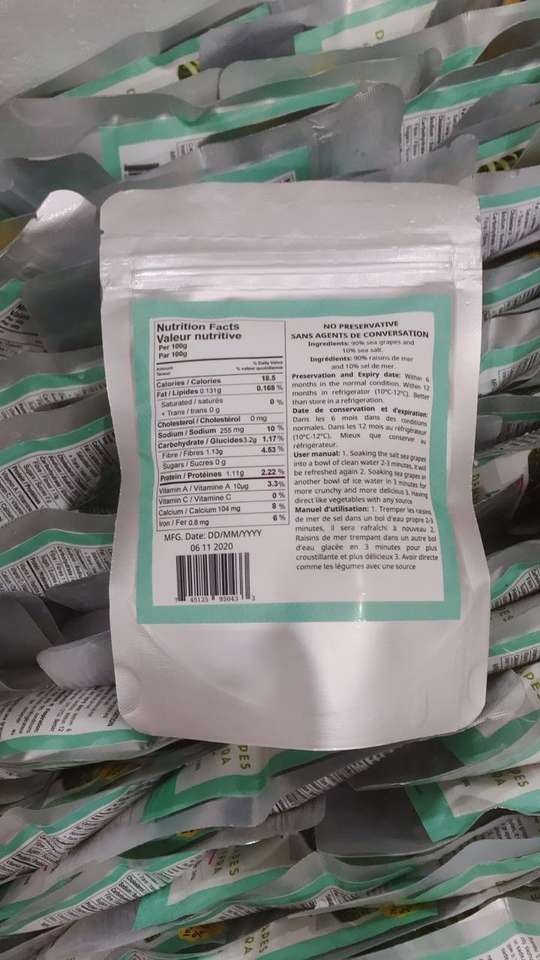 Nutrition Facts
Valeur nutritive
Per 100g
Par 100g
Amount
Teneur
% Daily Value
% valeur quotidienne
Calories / Calories 18.5
Fat / Lipides 0.131g 0.168 %
Saturated / saturés 0 %
+ Trans / trans 0 g
Cholesterol / Cholestérol 0 mg
Sodium / Sodium 255 mg 10 %
Carbohydrate / Glucides3.2g 1.17%
Fibre / Fibres 1.13g 4.53 %
Sugars / Sucres 0 g
Protein / Protéines 1.11g 2.22 %
Vitamin A / Vitamine A 10µg 3.3%
Vitamin C / Vitamine C 0 %
Calcium / Calcium 104 mg 8 %
Iron / Fer 0.8 mg 6 %
MFG. Date: DD/MM/YYYY
06 11 2020
7 45125 95043 3
NO PRESERVATIVE
SANS AGENTS DE CONVERSATION
Ingredients: 90% sea grapes and
10% sea salt.
Ingrédients: 90% raisins de mer
and 10% sel de mer.
Preservation and Expiry date: Within 6
months in the normal condition. Within 12
months in refrigerator (10ºC-12ºC). Better
than store in a refrigeration.
Date de conservation et d'expiration:
Dans les 6 mois dans des conditions
normales. Dans les 12 mois au réfrigérateur
(10ºC-12ºC). Mieux que conserve au
réfrigérateur.
User manual: 1. Soaking the salt sea grapes
into a bowl of clean water 2-3 minutes, it will
be refreshed again 2. Soaking Sea grapes in
another bowl of ice water in 3 minutes for
more crunchy and more delicious 3. Having
direct like vegetables with any source
Manuel d'utilisation: 1. Tremper les raisins
de mer de sel dans un bol d'eau propre 2-3
minutes, il sera rafraîchi à nouveau 2.
Raisins de mer trempant dans un autre bol
d'eau glacée en 3 minutes pour plus
croustillante et plus délicieux 3. Avoir directe
comme les légumes avec une source